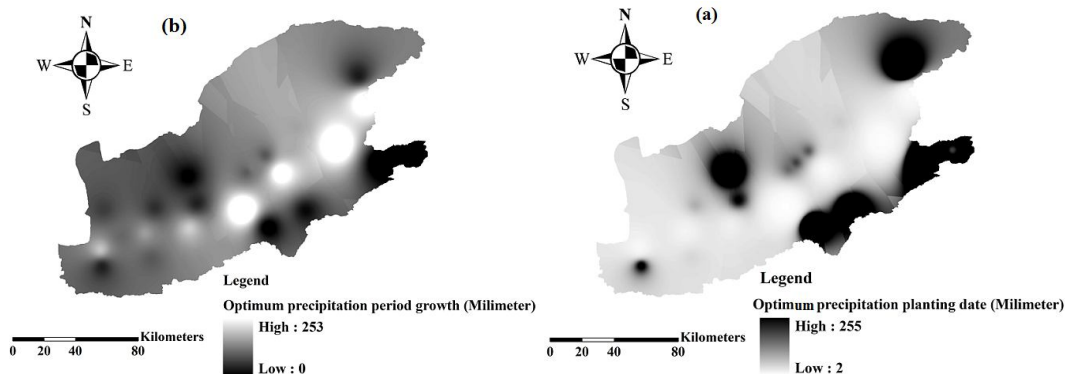 (b)
N
W E
S
Legend
Optimum precipitation period growth (Milimeter)
High : 253
Low : 0
Kilometers
0 20 40 80
(a)
N
W E
S
Legend
Optimum precipitation planting date (Milimeter)
High : 255
Low : 2
Kilometers
0 20 40 80